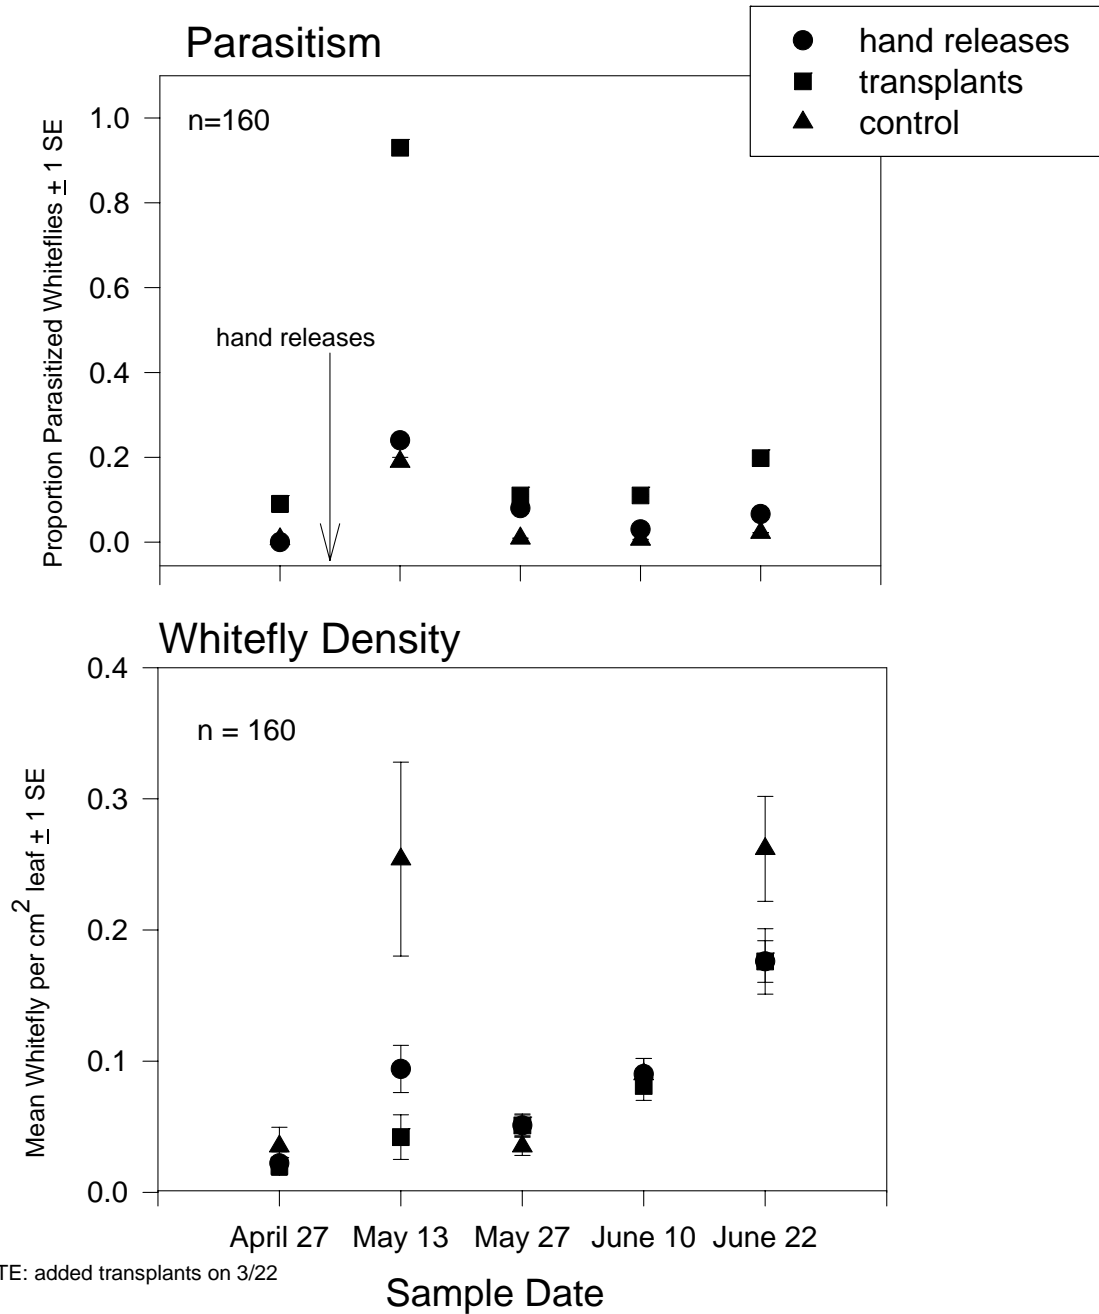 Parasitism
hand releases
transplants
control
n=160
Proportion Parasitized Whiteflies ± 1 SE
1.0
0.8
0.6
0.4
0.2
0.0
hand releases
Whitefly Density
n = 160
Mean Whitefly per cm² leaf ± 1 SE
0.4
0.3
0.2
0.1
0.0
April 27 May 13 May 27 June 10 June 22
TE: added transplants on 3/22
Sample Date